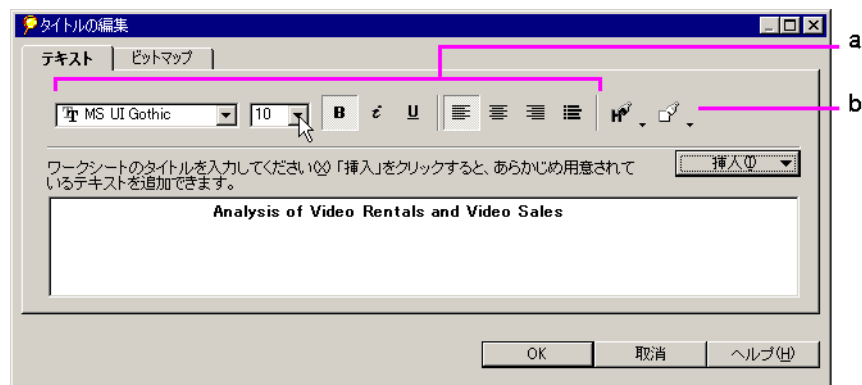 タイトルの編集
a
テキスト ビットマップ
MS UI Gothic 10 B i U H b
ワークシートのタイトルを入力してください(X) 「挿入」をクリックすると、あらかじめ用意されて
いるテキストを追加できます。
挿入(I)
Analysis of Video Rentals and Video Sales
OK 取消 ヘルプ(H)